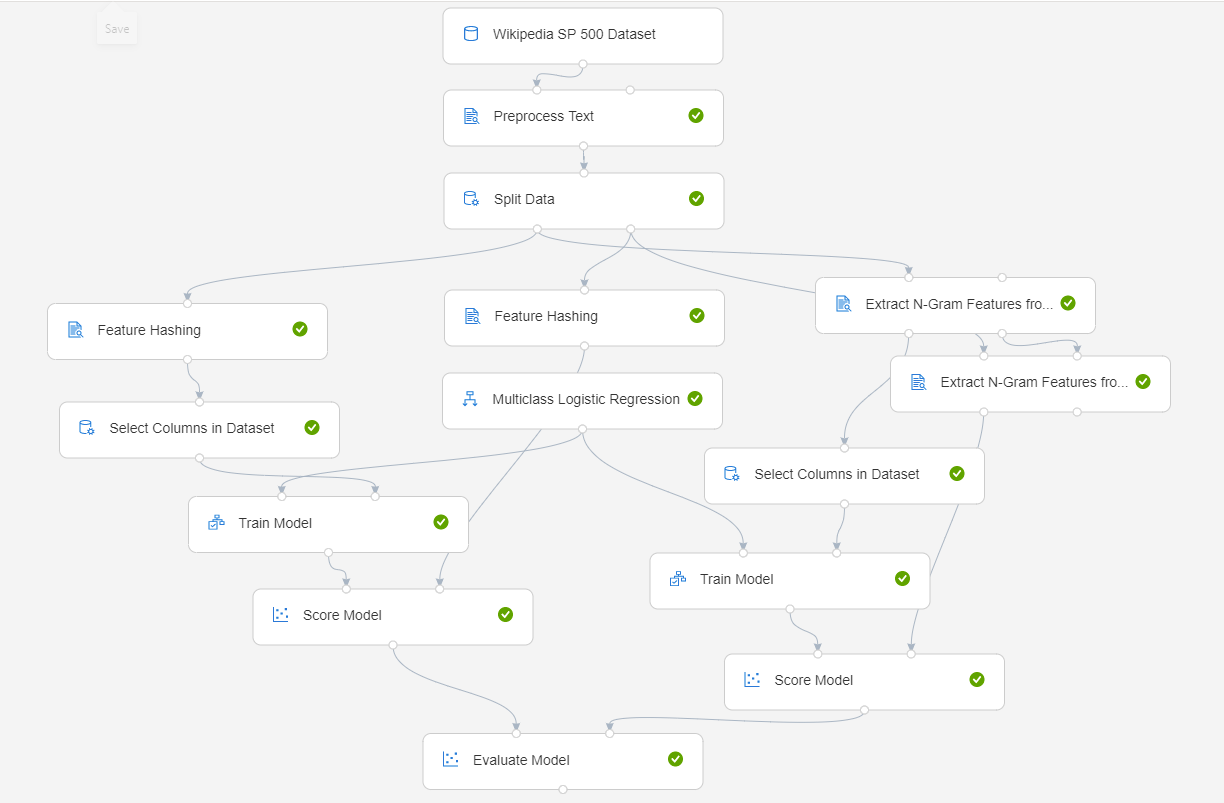 Save
Wikipedia SP 500 Dataset
Preprocess Text
Split Data
Feature Hashing
Feature Hashing
Extract N-Gram Features fro...
Extract N-Gram Features fro...
Multiclass Logistic Regression
Select Columns in Dataset
Select Columns in Dataset
Train Model
Train Model
Score Model
Score Model
Evaluate Model